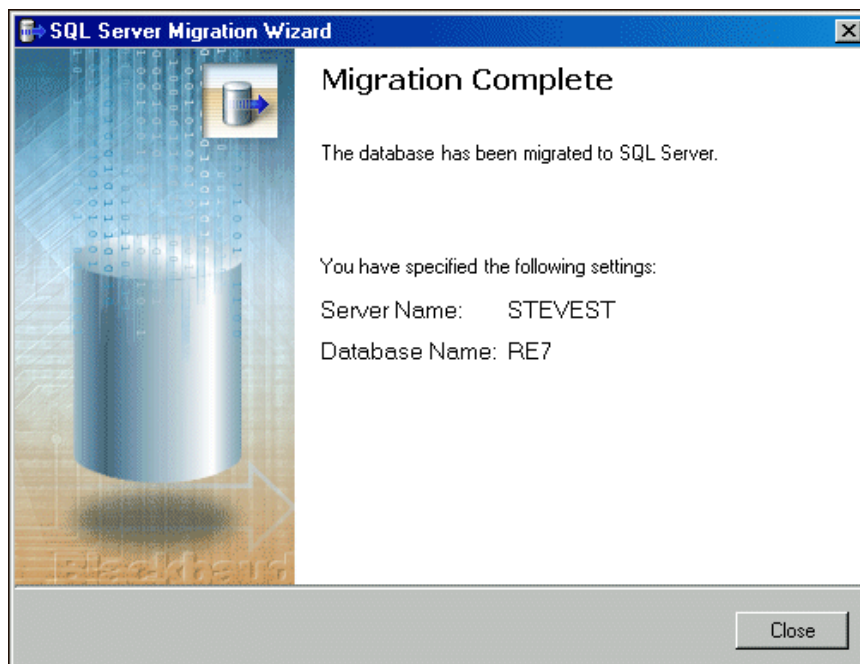 SQL Server Migration Wizard
Migration Complete
The database has been migrated to SQL Server.
You have specified the following settings:
Server Name: STEVEST
Database Name: RE7
Blackbaud
Close